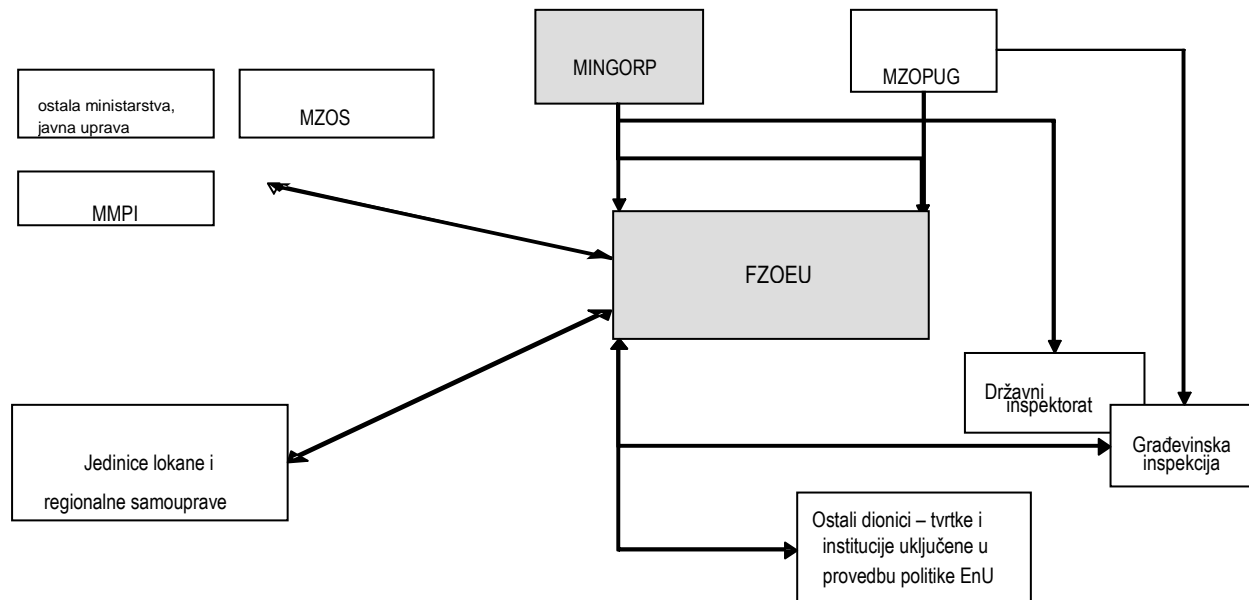 MINGORP
MZOPUG
ostala ministarstva,
javna uprava
MZOS
MMPI
FZOEU
Državni
inspektorat
Građevinska
inspekcija
Jedinice lokane i
regionalne samouprave
Ostali dionici – tvrtke i
institucije uključene u
provedbu politike EnU